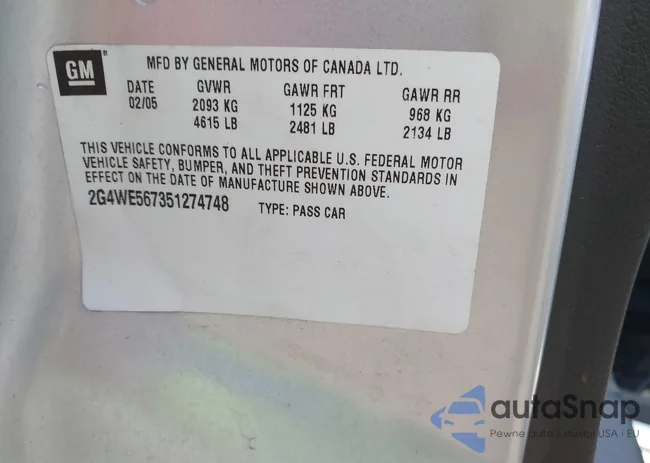 GM
MFD BY GENERAL MOTORS OF CANADA LTD.
DATE GVWR GAWR FRT GAWR RR
02/05 2093 KG 1125 KG 968 KG
4615 LB 2481 LB 2134 LB
THIS VEHICLE CONFORMS TO ALL APPLICABLE U.S. FEDERAL MOTOR
VEHICLE SAFETY, BUMPER, AND THEFT PREVENTION STANDARDS IN
EFFECT ON THE DATE OF MANUFACTURE SHOWN ABOVE.
2G4WE567351274748 TYPE: PASS CAR
autaSnap
Pewne auta z aukcji USA i EU